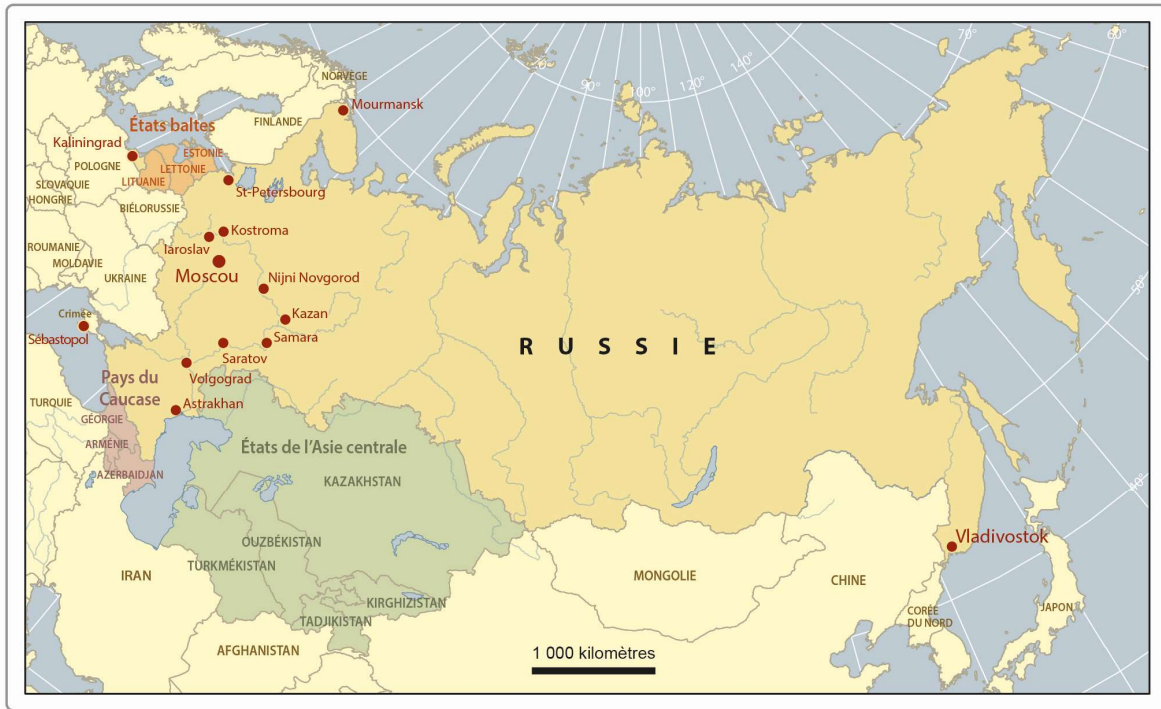 NORVÈGE
70°
60°
90°
100°
120°
140°
Mourmansk
FINLANDE
États baltes
Kaliningrad
ESTONIE
POLOGNE
LETTONIE
LITUANIE
SLOVAQUIE
HONGRIE
St-Petersbourg
BIÉLORUSSIE
Kostroma
Iaroslav
ROUMANIE
MOLDAVIE
Moscou
UKRAINE
Nijni Novgorod
50°
Crimée
Kazan
Sébastopol
Samara
RUSSIE
Saratov
Volgograd
Pays du
Caucase
TURQUIE
Astrakhan
GÉORGIE
ARMÉNIE
États de l'Asie centrale
AZERBAIDJAN
KAZAKHSTAN
40°
OUZBÉKISTAN
Vladivostok
TURKMÉKISTAN
IRAN
MONGOLIE
CHINE
KIRGHIZISTAN
TADJIKISTAN
CORÉE
DU NORD
JAPON
AFGHANISTAN
1 000 kilomètres